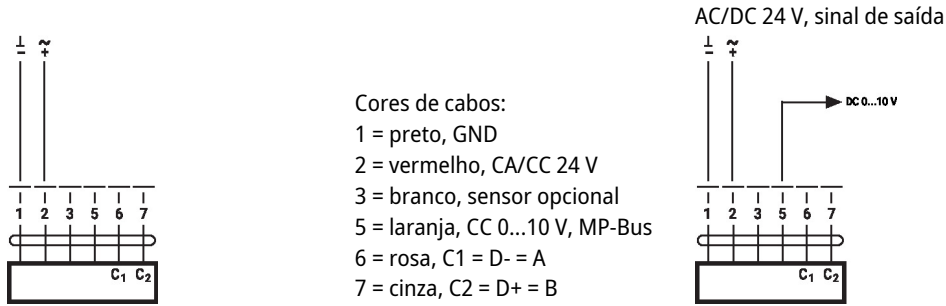 ⊥ ~
- +
1 2 3 5 6 7
C1 C2
Cores de cabos:
1 = preto, GND
2 = vermelho, CA/CC 24 V
3 = branco, sensor opcional
5 = laranja, CC 0...10 V, MP-Bus
6 = rosa, C1 = D- = A
7 = cinza, C2 = D+ = B
AC/DC 24 V, sinal de saída
⊥ ~
- +
DC 0...10 V
1 2 3 5 6 7
C1 C2